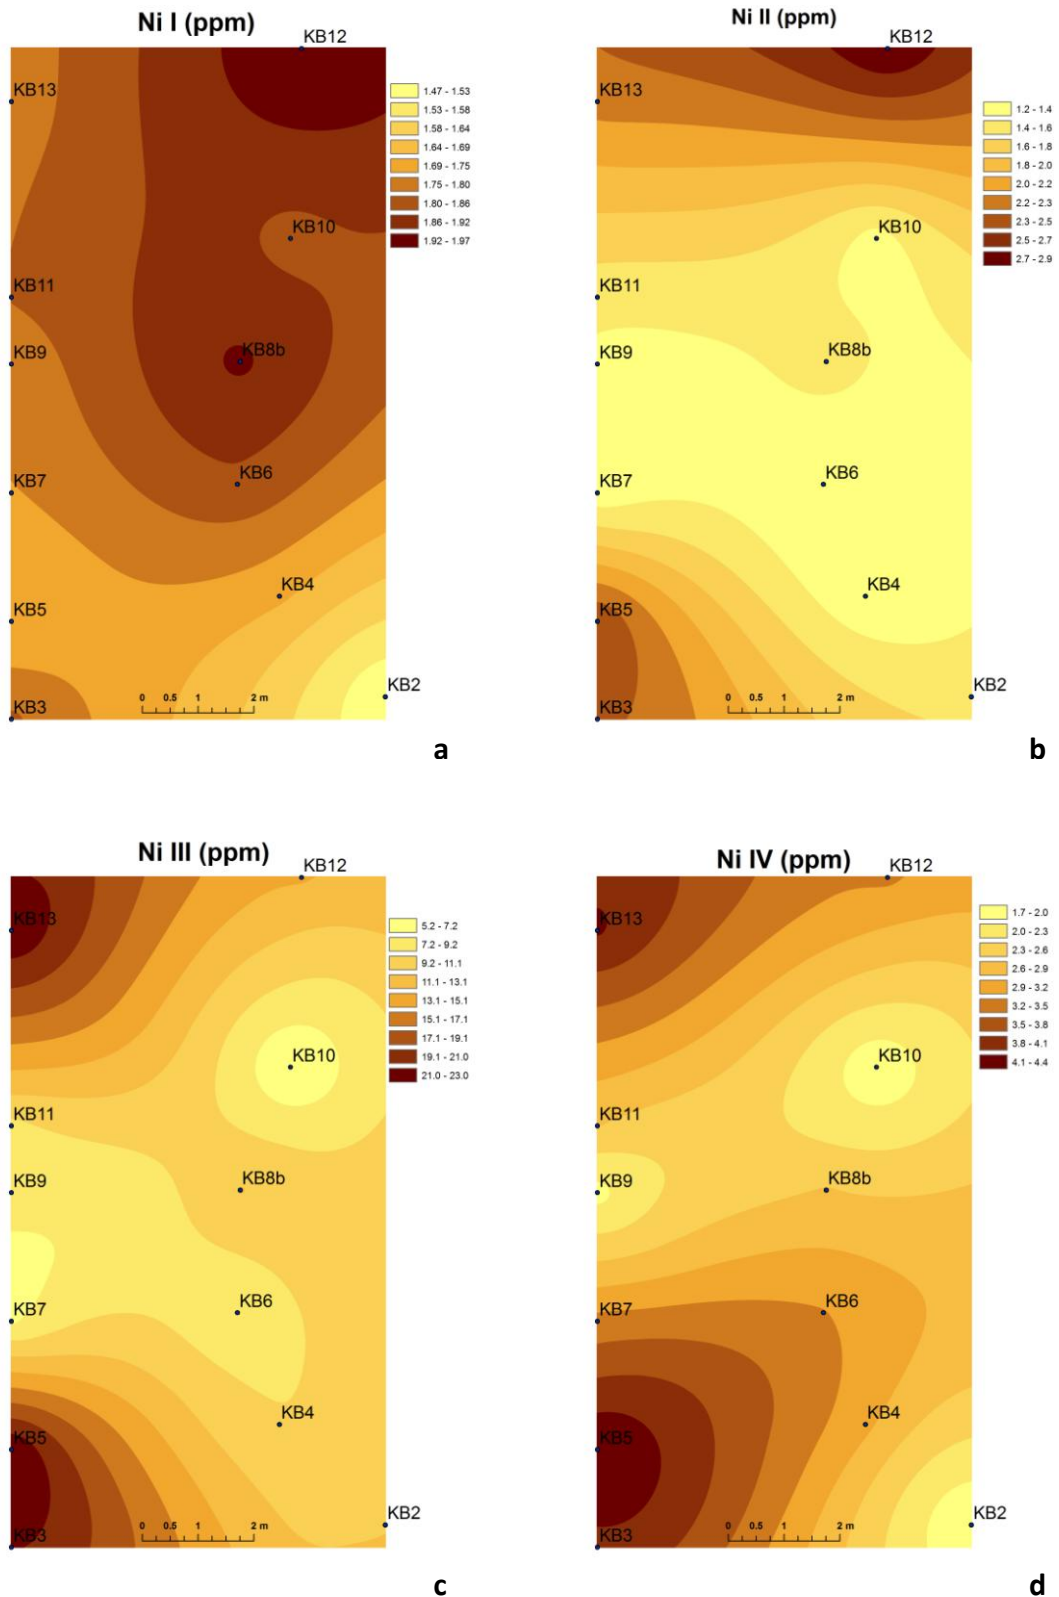 Ni I (ppm)
KB12
KB13
1.47 - 1.53
1.53 - 1.58
1.58 - 1.64
1.64 - 1.69
1.69 - 1.75
1.75 - 1.80
1.80 - 1.86
1.86 - 1.92
1.92 - 1.97
KB10
KB11
KB9
KB8b
KB7
KB6
KB5
KB4
KB3
0 0.5 1 2 m
KB2
a
Ni II (ppm)
KB12
KB13
1.2 - 1.4
1.4 - 1.6
1.6 - 1.8
1.8 - 2.0
2.0 - 2.2
2.2 - 2.3
2.3 - 2.5
2.5 - 2.7
2.7 - 2.9
KB10
KB11
KB9
KB8b
KB7
KB6
KB5
KB4
KB3
0 0.5 1 2 m
KB2
b
Ni III (ppm)
KB12
KB13
5.2 - 7.2
7.2 - 9.2
9.2 - 11.1
11.1 - 13.1
13.1 - 15.1
15.1 - 17.1
17.1 - 19.1
19.1 - 21.0
21.0 - 23.0
KB10
KB11
KB9
KB8b
KB7
KB6
KB5
KB4
KB3
0 0.5 1 2 m
KB2
c
Ni IV (ppm)
KB12
KB13
1.7 - 2.0
2.0 - 2.3
2.3 - 2.6
2.6 - 2.9
2.9 - 3.2
3.2 - 3.5
3.5 - 3.8
3.8 - 4.1
4.1 - 4.4
KB10
KB11
KB9
KB8b
KB7
KB6
KB5
KB4
KB3
0 0.5 1 2 m
KB2
d